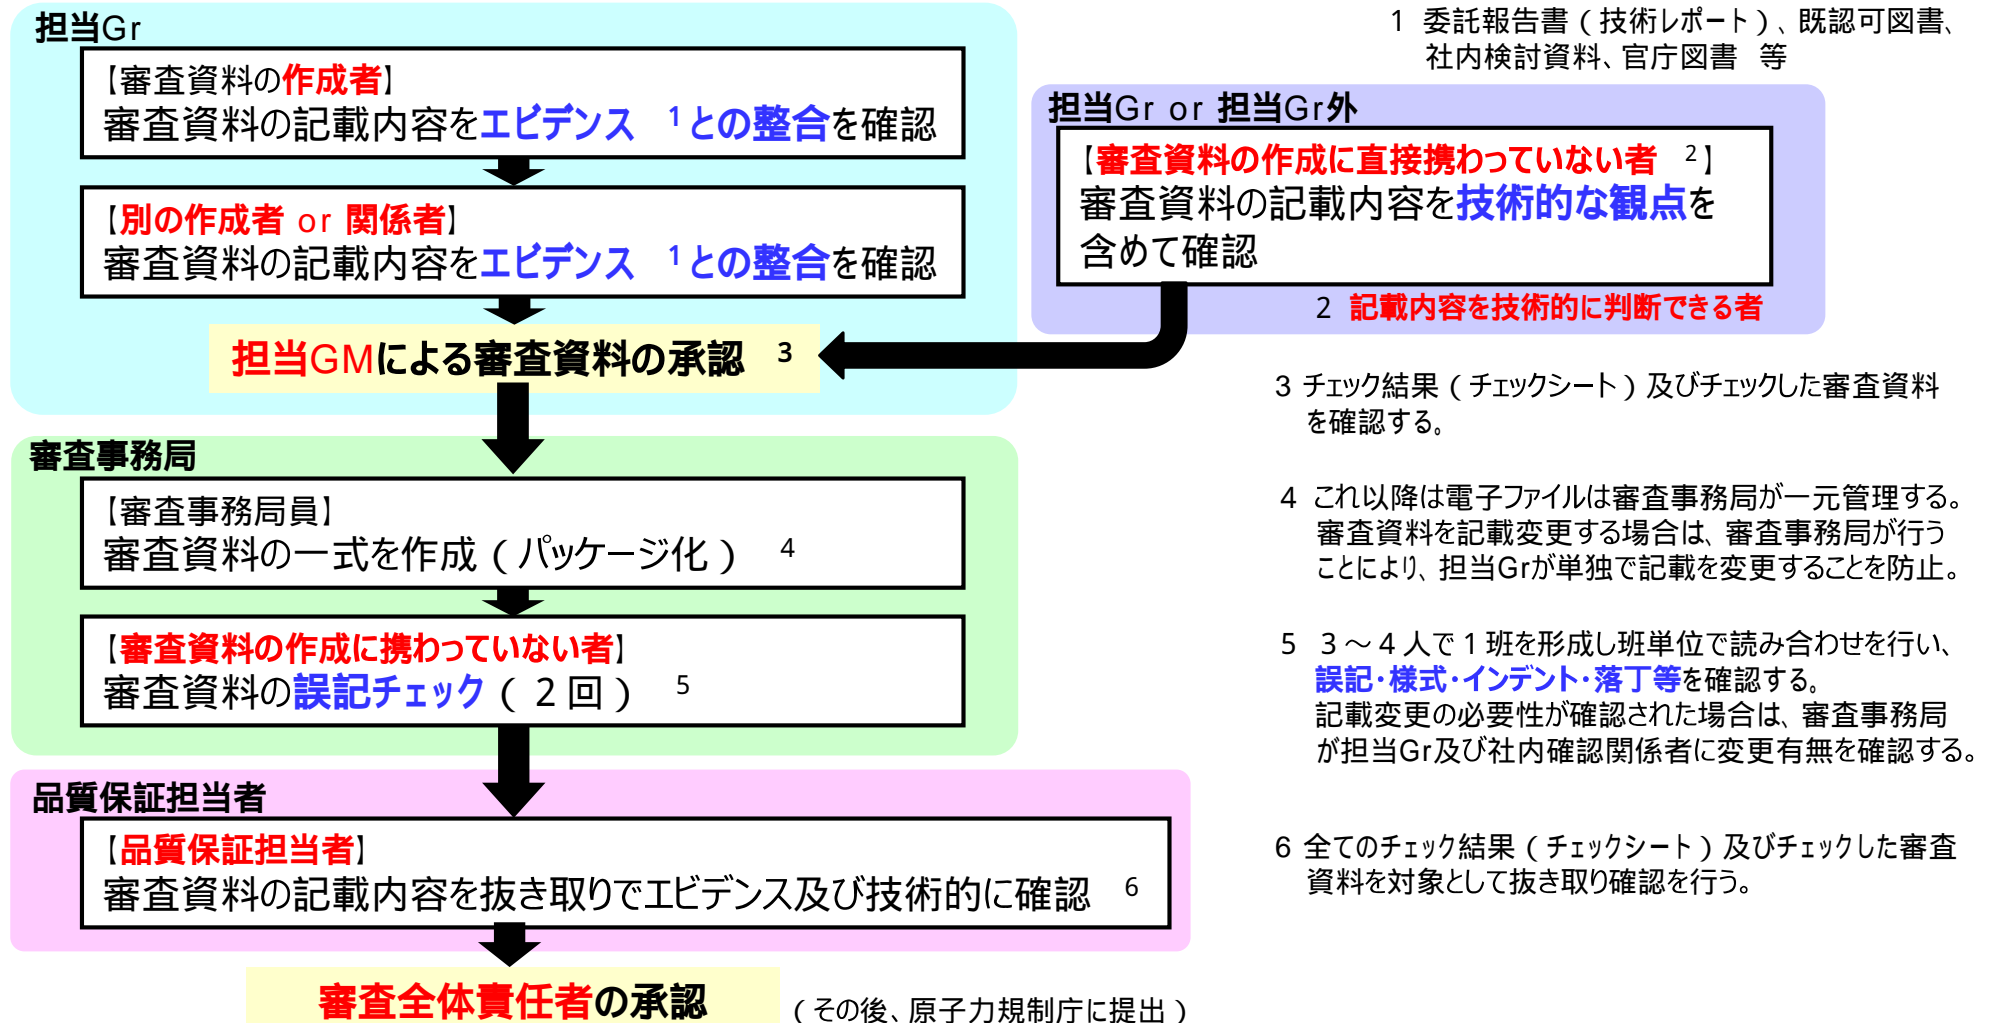 担当Gr
【審査資料の作成者】
審査資料の記載内容をエビデンス 1との整合を確認
【別の作成者 or 関係者】
審査資料の記載内容をエビデンス 1との整合を確認
担当GMによる審査資料の承認 3
1 委託報告書（技術レポート）、既認可図書、
社内検討資料、官庁図書 等
担当Gr or 担当Gr外
【審査資料の作成に直接携わっていない者 2】
審査資料の記載内容を技術的な観点を
含めて確認
2 記載内容を技術的に判断できる者
3 チェック結果（チェックシート）及びチェックした審査資料
を確認する。
審査事務局
【審査事務局員】
審査資料の一式を作成（パッケージ化） 4
【審査資料の作成に携わっていない者】
審査資料の誤記チェック（２回） 5
4 これ以降は電子ファイルは審査事務局が一元管理する。
審査資料を記載変更する場合は、審査事務局が行う
ことにより、担当Grが単独で記載を変更することを防止。
5 ３～４人で１班を形成し班単位で読み合わせを行い、
誤記・様式・インデント・落丁等を確認する。
記載変更の必要性が確認された場合は、審査事務局
が担当Gr及び社内確認関係者に変更有無を確認する。
品質保証担当者
【品質保証担当者】
審査資料の記載内容を抜き取りでエビデンス及び技術的に確認 6
6 全てのチェック結果（チェックシート）及びチェックした審査
資料を対象として抜き取り確認を行う。
審査全体責任者の承認
（その後、原子力規制庁に提出）